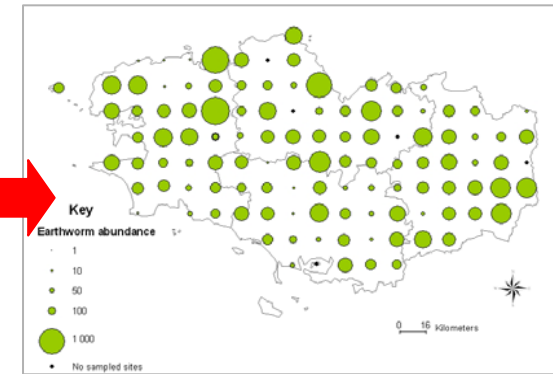 Key
Earthworm abundance
1
10
50
100
1 000
No sampled sites
0 16 Kilometers